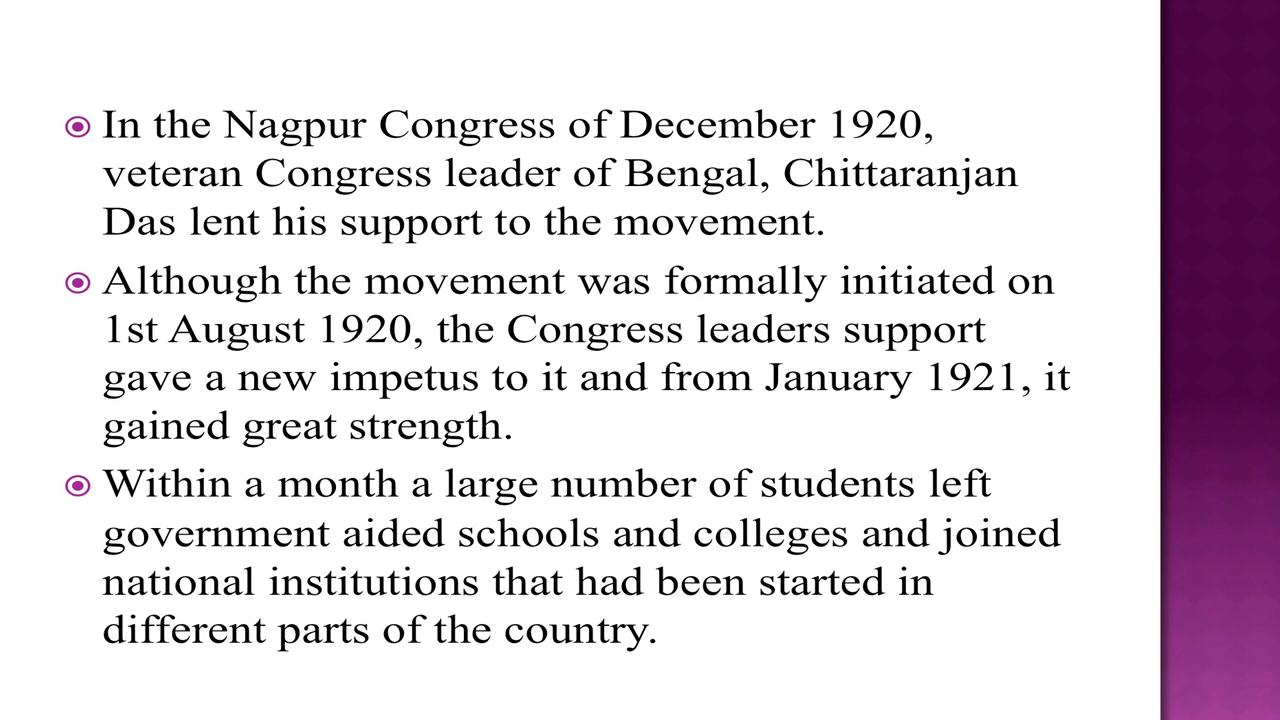 In the Nagpur Congress of December 1920,
veteran Congress leader of Bengal, Chittaranjan
Das lent his support to the movement.
Although the movement was formally initiated on
1st August 1920, the Congress leaders support
gave a new impetus to it and from January 1921, it
gained great strength.
Within a month a large number of students left
government aided schools and colleges and joined
national institutions that had been started in
different parts of the country.